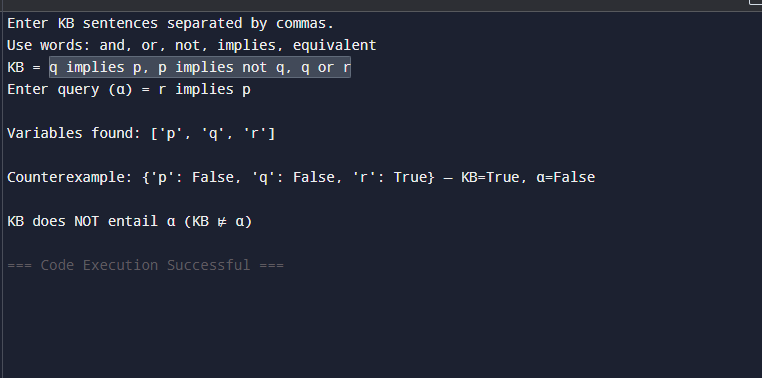 Enter KB sentences separated by commas.
Use words: and, or, not, implies, equivalent
KB = q implies p, p implies not q, q or r
Enter query (α) = r implies p
Variables found: ['p', 'q', 'r']
Counterexample: {'p': False, 'q': False, 'r': True} — KB=True, α=False
KB does NOT entail α (KB ⊭ α)
=== Code Execution Successful ===